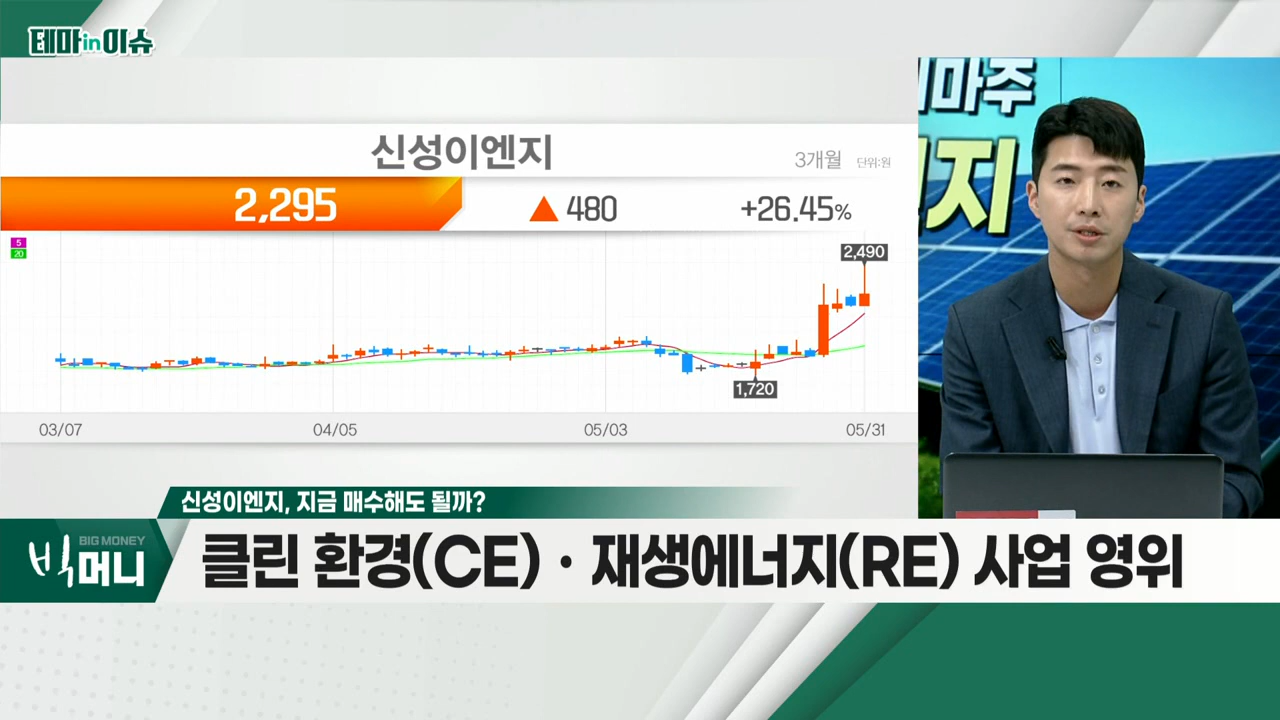 테마in이슈
마주
지
신성이엔지
3개월 단위:원
2,295 ▲480 +26.45%
5
20
2,490
1,720
03/07 04/05 05/03 05/31
신성이엔지, 지금 매수해도 될까?
BIG MONEY
빅머니
클린 환경(CE)·재생에너지(RE) 사업 영위